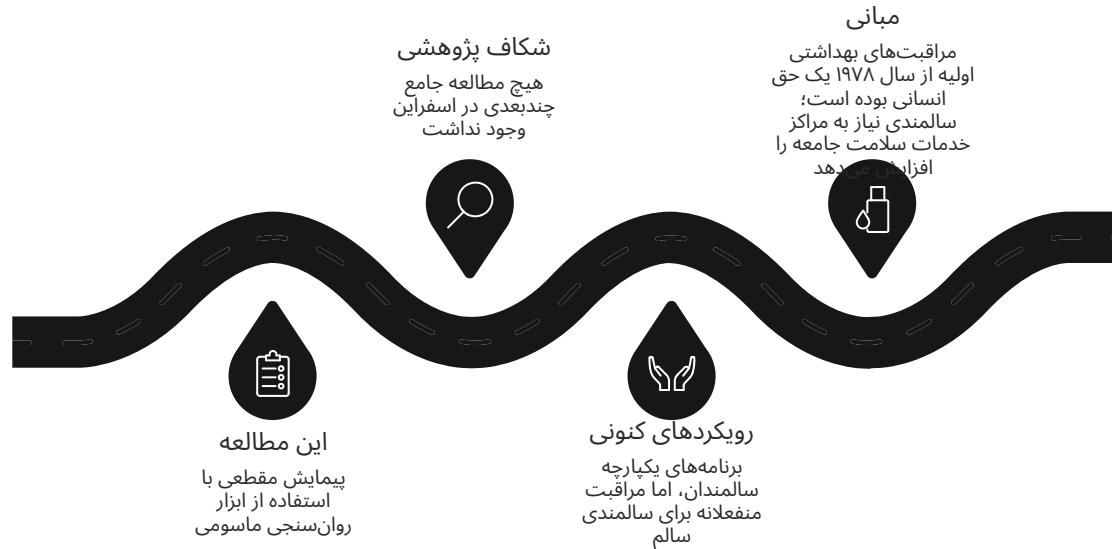 مبانی
مراقبت‌های بهداشتی
اولیه از سال ۱۹۷۸ یک حق
انسانی بوده است؛
سالمندی نیاز به مراکز
خدمات سلامت جامعه را
افزایش می‌دهد
رویکردهای کنونی
برنامه‌های یکپارچه
سالمندان، اما مراقبت
منفعلانه برای سالمندی
سالم
شکاف پژوهشی
هیچ مطالعه جامع
چندبعدی در اسفراین
وجود نداشت
این مطالعه
پیمایش مقطعی با
استفاده از ابزار
روان‌سنجی ماسومی